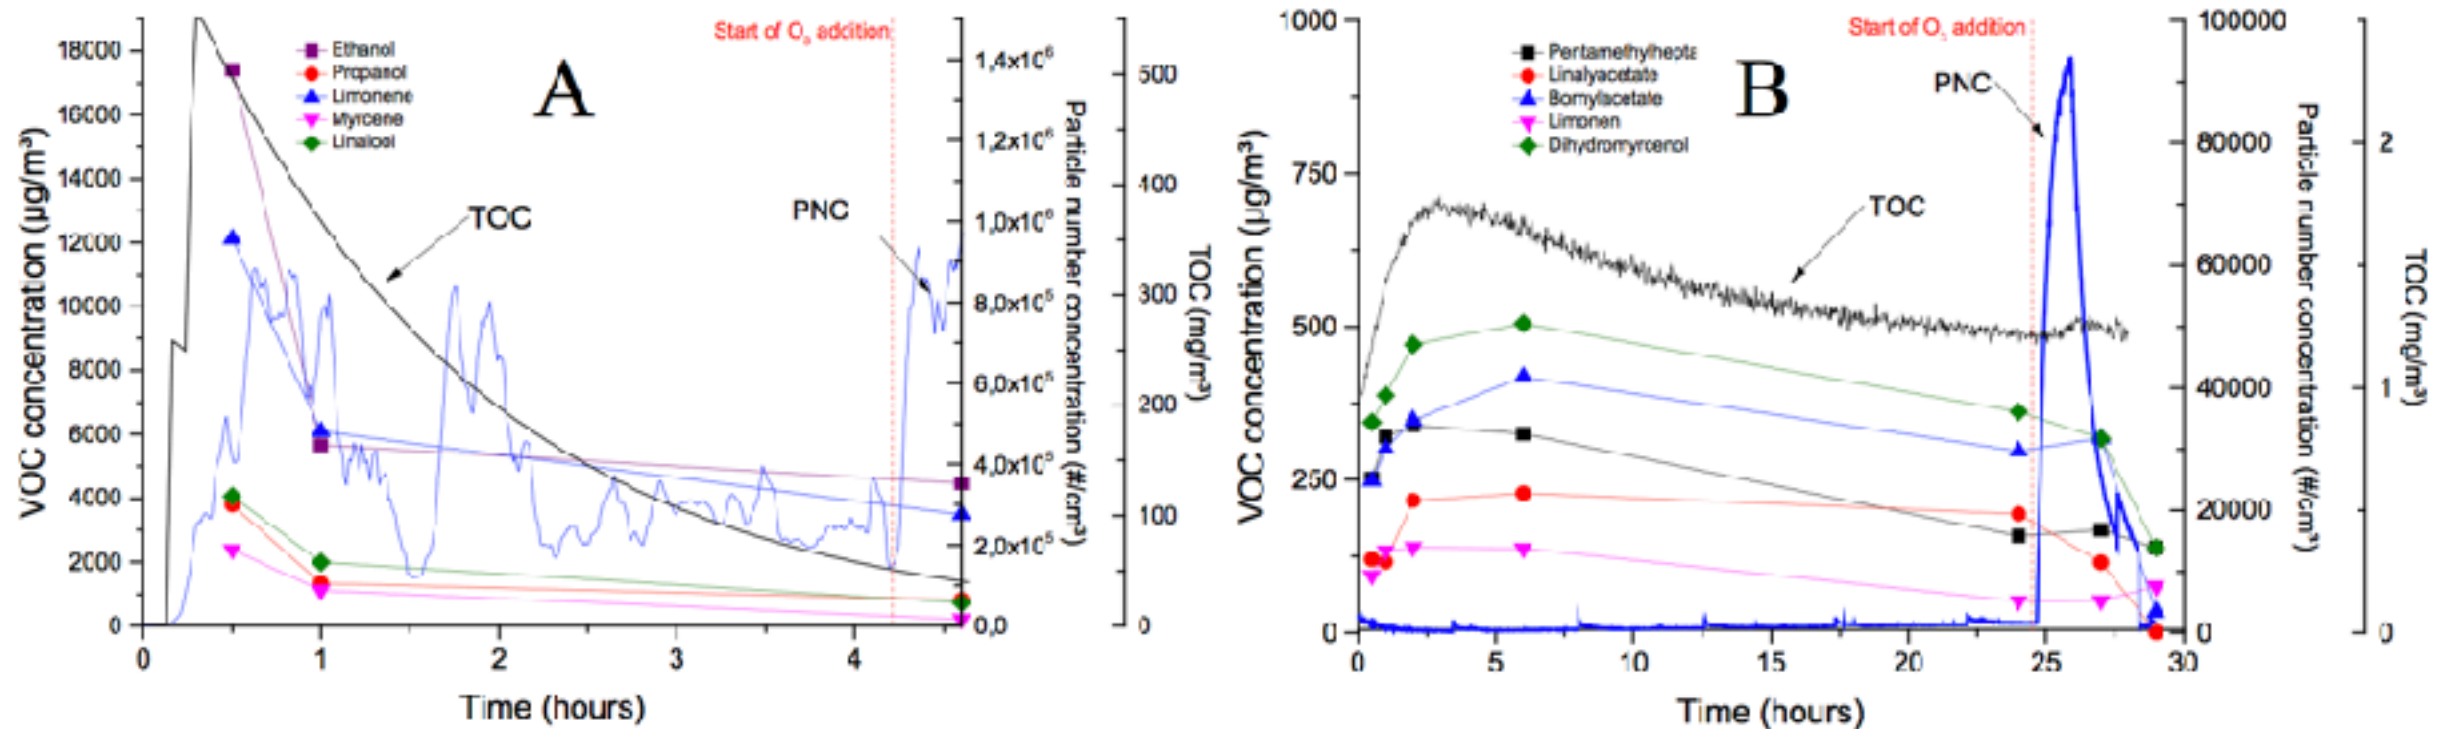 Start of O₃ addition
Ethanol
Propanol
Limonene
Myrcene
Linalool
A
TOC
PNC
VOC concentration (µg/m³)
18000
16000
14000
12000
10000
8000
6000
4000
2000
0
0
1
2
3
4
Time (hours)
1,4x10⁶
1,2x10⁶
1,0x10⁶
8,0x10⁵
6,0x10⁵
4,0x10⁵
2,0x10⁵
0,0
Particle number concentration (#/cm³)
500
400
300
200
100
0
TOC (mg/m³)
Start of O₃ addition
Pentamethylhepta
Linalyacetate
Bornylacetate
Limonen
Dihydromyrcenol
B
PNC
TOC
VOC concentration (µg/m³)
1000
750
500
250
0
0
5
10
15
20
25
30
Time (hours)
100000
80000
60000
40000
20000
0
Particle number concentration (#/cm³)
2
1
0
TOC (mg/m³)